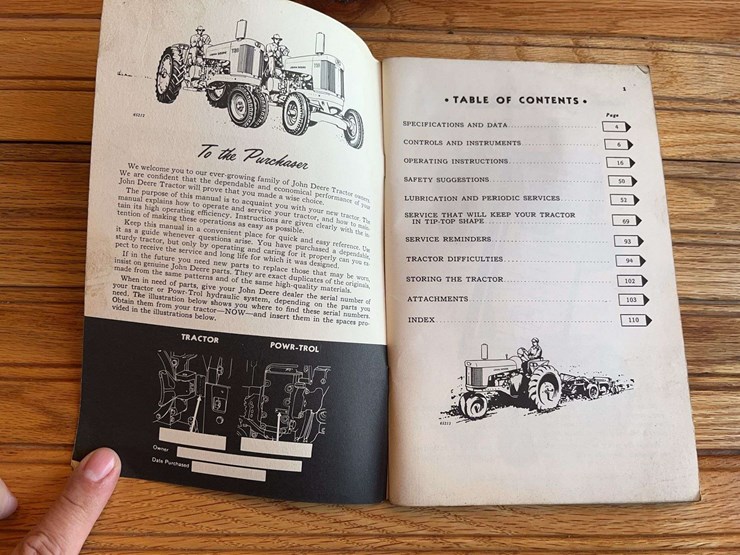 To the Purchaser
We welcome you to our ever-growing family of John Deere Tractor owners.
We are confident that the dependable and economical performance of your
John Deere Tractor will prove that you made a wise choice.
The purpose of this manual is to acquaint you with your new tractor. The
manual explains how to operate and service your tractor, and how to main-
tain its high operating efficiency. Instructions are given clearly with the in-
tention of making these operations as easy as possible.
Keep this manual in a convenient place for quick and easy reference. Use
it as a guide whenever questions arise. You have purchased a dependable,
sturdy tractor, but only by operating and caring for it properly can you ex-
pect to receive the service and long life for which it was designed.
If in the future you need new parts to replace those that may be worn,
insist on genuine John Deere parts. They are exact duplicates of the originals,
made from the same patterns and of the same high-quality materials.
When in need of parts, give your John Deere dealer the serial number of
your tractor or Powr-Trol hydraulic system, depending on the parts you
need. The illustration below shows you where to find these serial numbers.
Obtain them from your tractor—NOW—and insert them in the spaces pro-
vided in the illustrations below.
TRACTOR POWR-TROL
Owner
Date Purchased
• TABLE OF CONTENTS •
Page
SPECIFICATIONS AND DATA 4
CONTROLS AND INSTRUMENTS 6
OPERATING INSTRUCTIONS 16
SAFETY SUGGESTIONS 50
LUBRICATION AND PERIODIC SERVICES 52
SERVICE THAT WILL KEEP YOUR TRACTOR
IN TIP-TOP SHAPE 69
SERVICE REMINDERS 93
TRACTOR DIFFICULTIES 94
STORING THE TRACTOR 102
ATTACHMENTS 103
INDEX 110